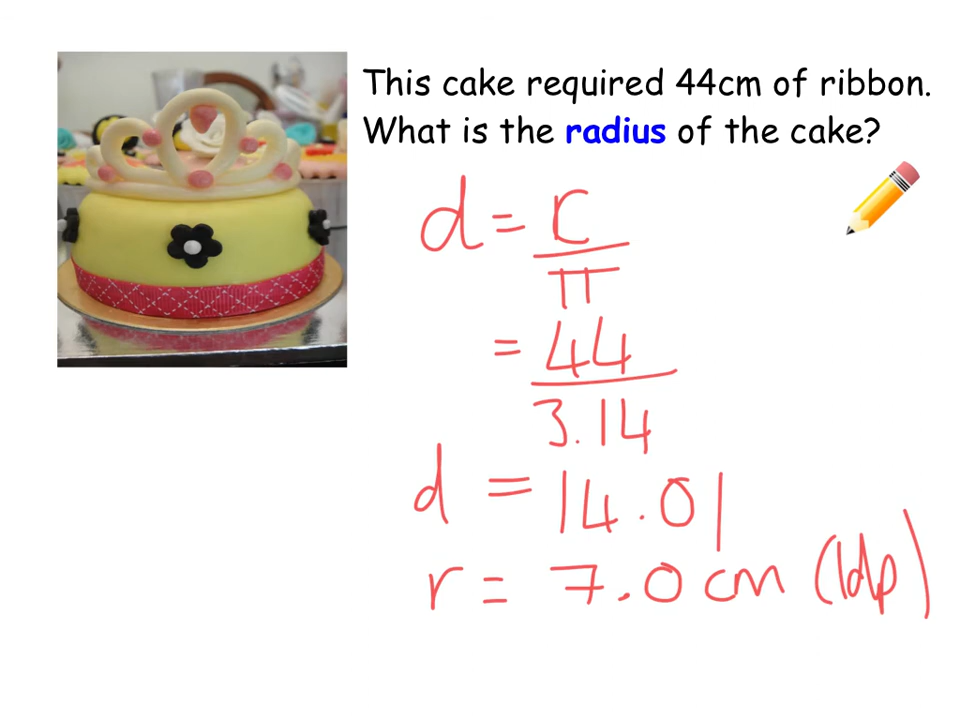 This cake required 44cm of ribbon.
What is the radius of the cake?
d = c
π
= 44
3.14
d = 14.01
r = 7.0 cm (1dp)